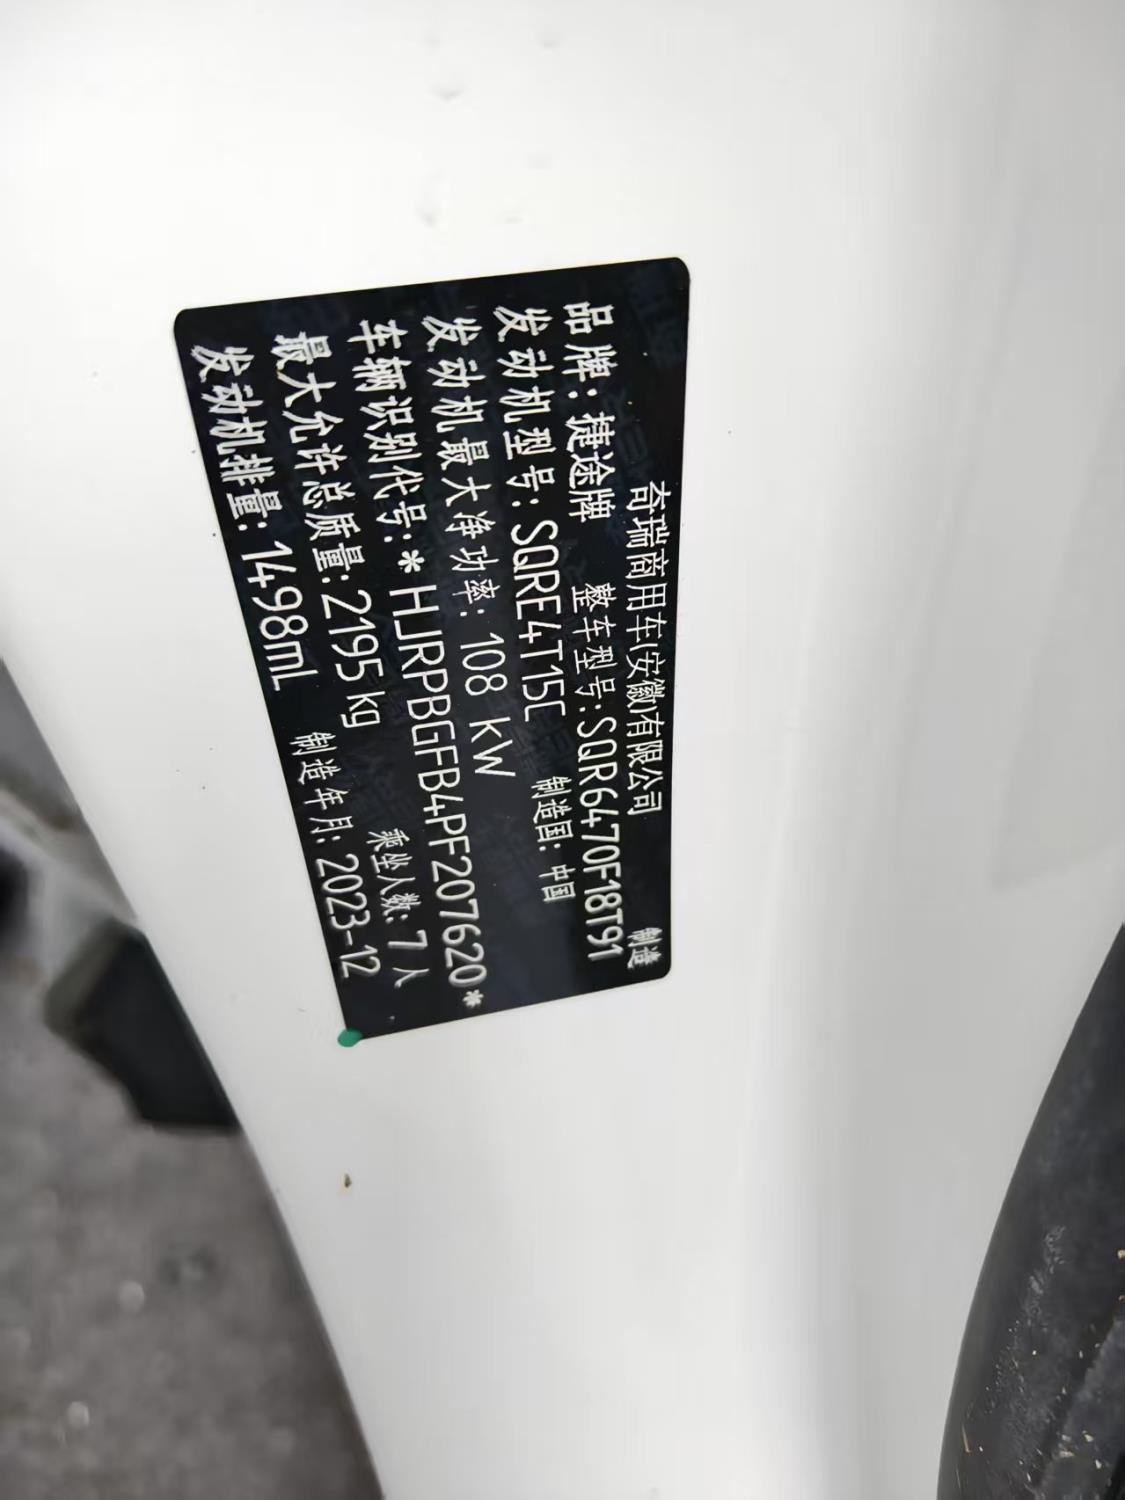 奇瑞商用车(安徽)有限公司 制造
品牌：捷途牌 整车型号：SQR6470F18T91
发动机型号：SQRE4T15C 制造国：中国
发动机最大净功率：108 kW
车辆识别代号：*HJRPBGFB4PF207620*
最大允许总质量：2195 kg 乘坐人数：7 人
发动机排量：1498mL 制造年月：2023-12